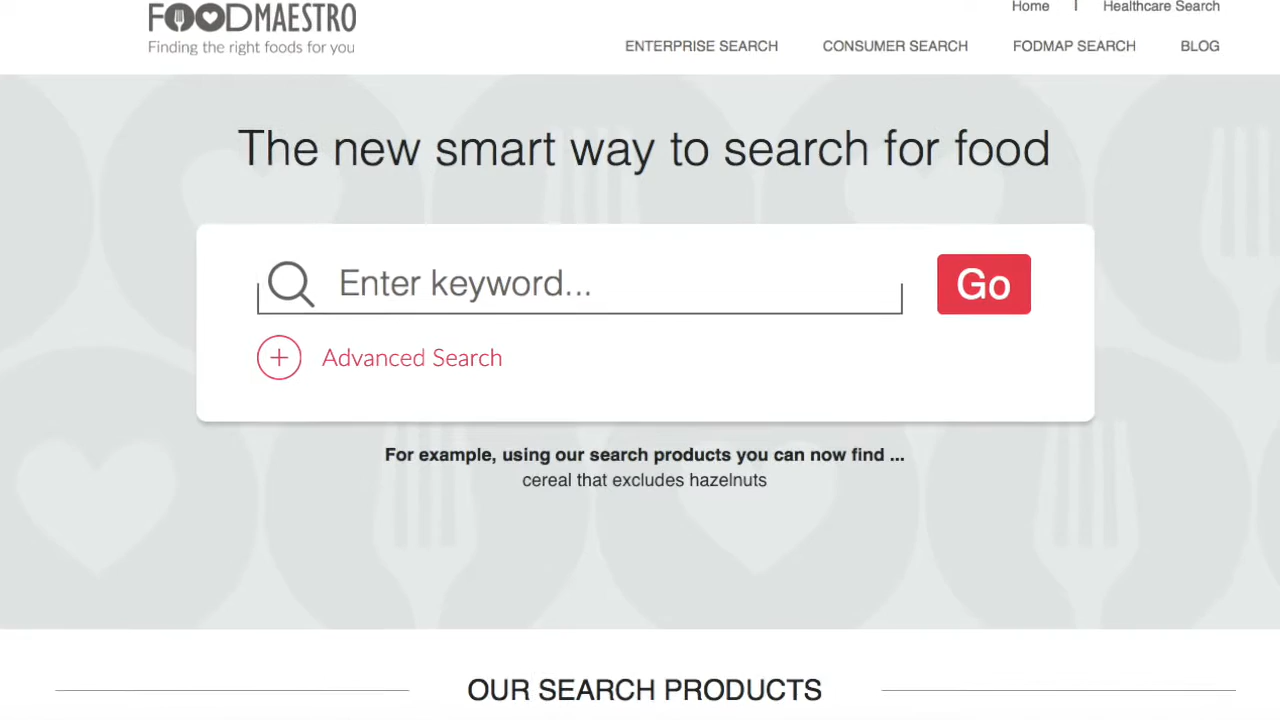 FOODMAESTRO
Finding the right foods for you
Home | Healthcare Search
ENTERPRISE SEARCH CONSUMER SEARCH FODMAP SEARCH BLOG
The new smart way to search for food
Enter keyword...
Go
+ Advanced Search
For example, using our search products you can now find ...
cereal that excludes hazelnuts
OUR SEARCH PRODUCTS